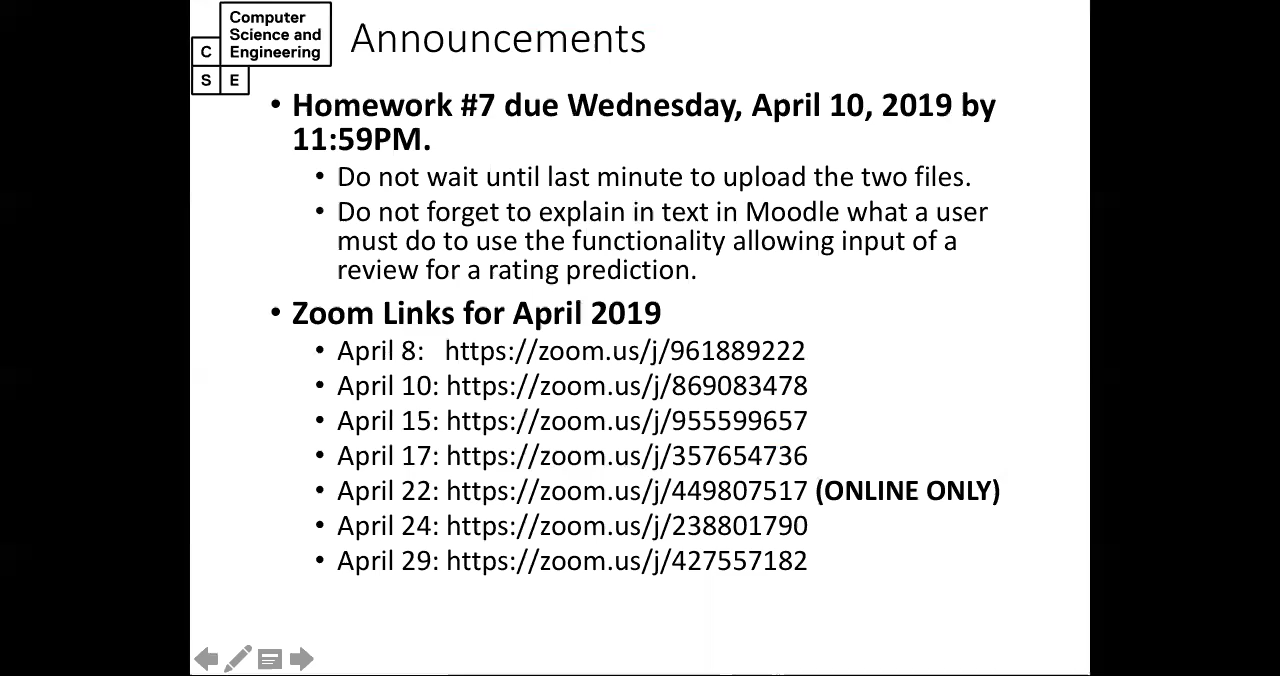 Computer
Science and
Engineering
C
S E
Announcements
• Homework #7 due Wednesday, April 10, 2019 by
11:59PM.
• Do not wait until last minute to upload the two files.
• Do not forget to explain in text in Moodle what a user
must do to use the functionality allowing input of a
review for a rating prediction.
• Zoom Links for April 2019
• April 8: https://zoom.us/j/961889222
• April 10: https://zoom.us/j/869083478
• April 15: https://zoom.us/j/955599657
• April 17: https://zoom.us/j/357654736
• April 22: https://zoom.us/j/449807517 (ONLINE ONLY)
• April 24: https://zoom.us/j/238801790
• April 29: https://zoom.us/j/427557182